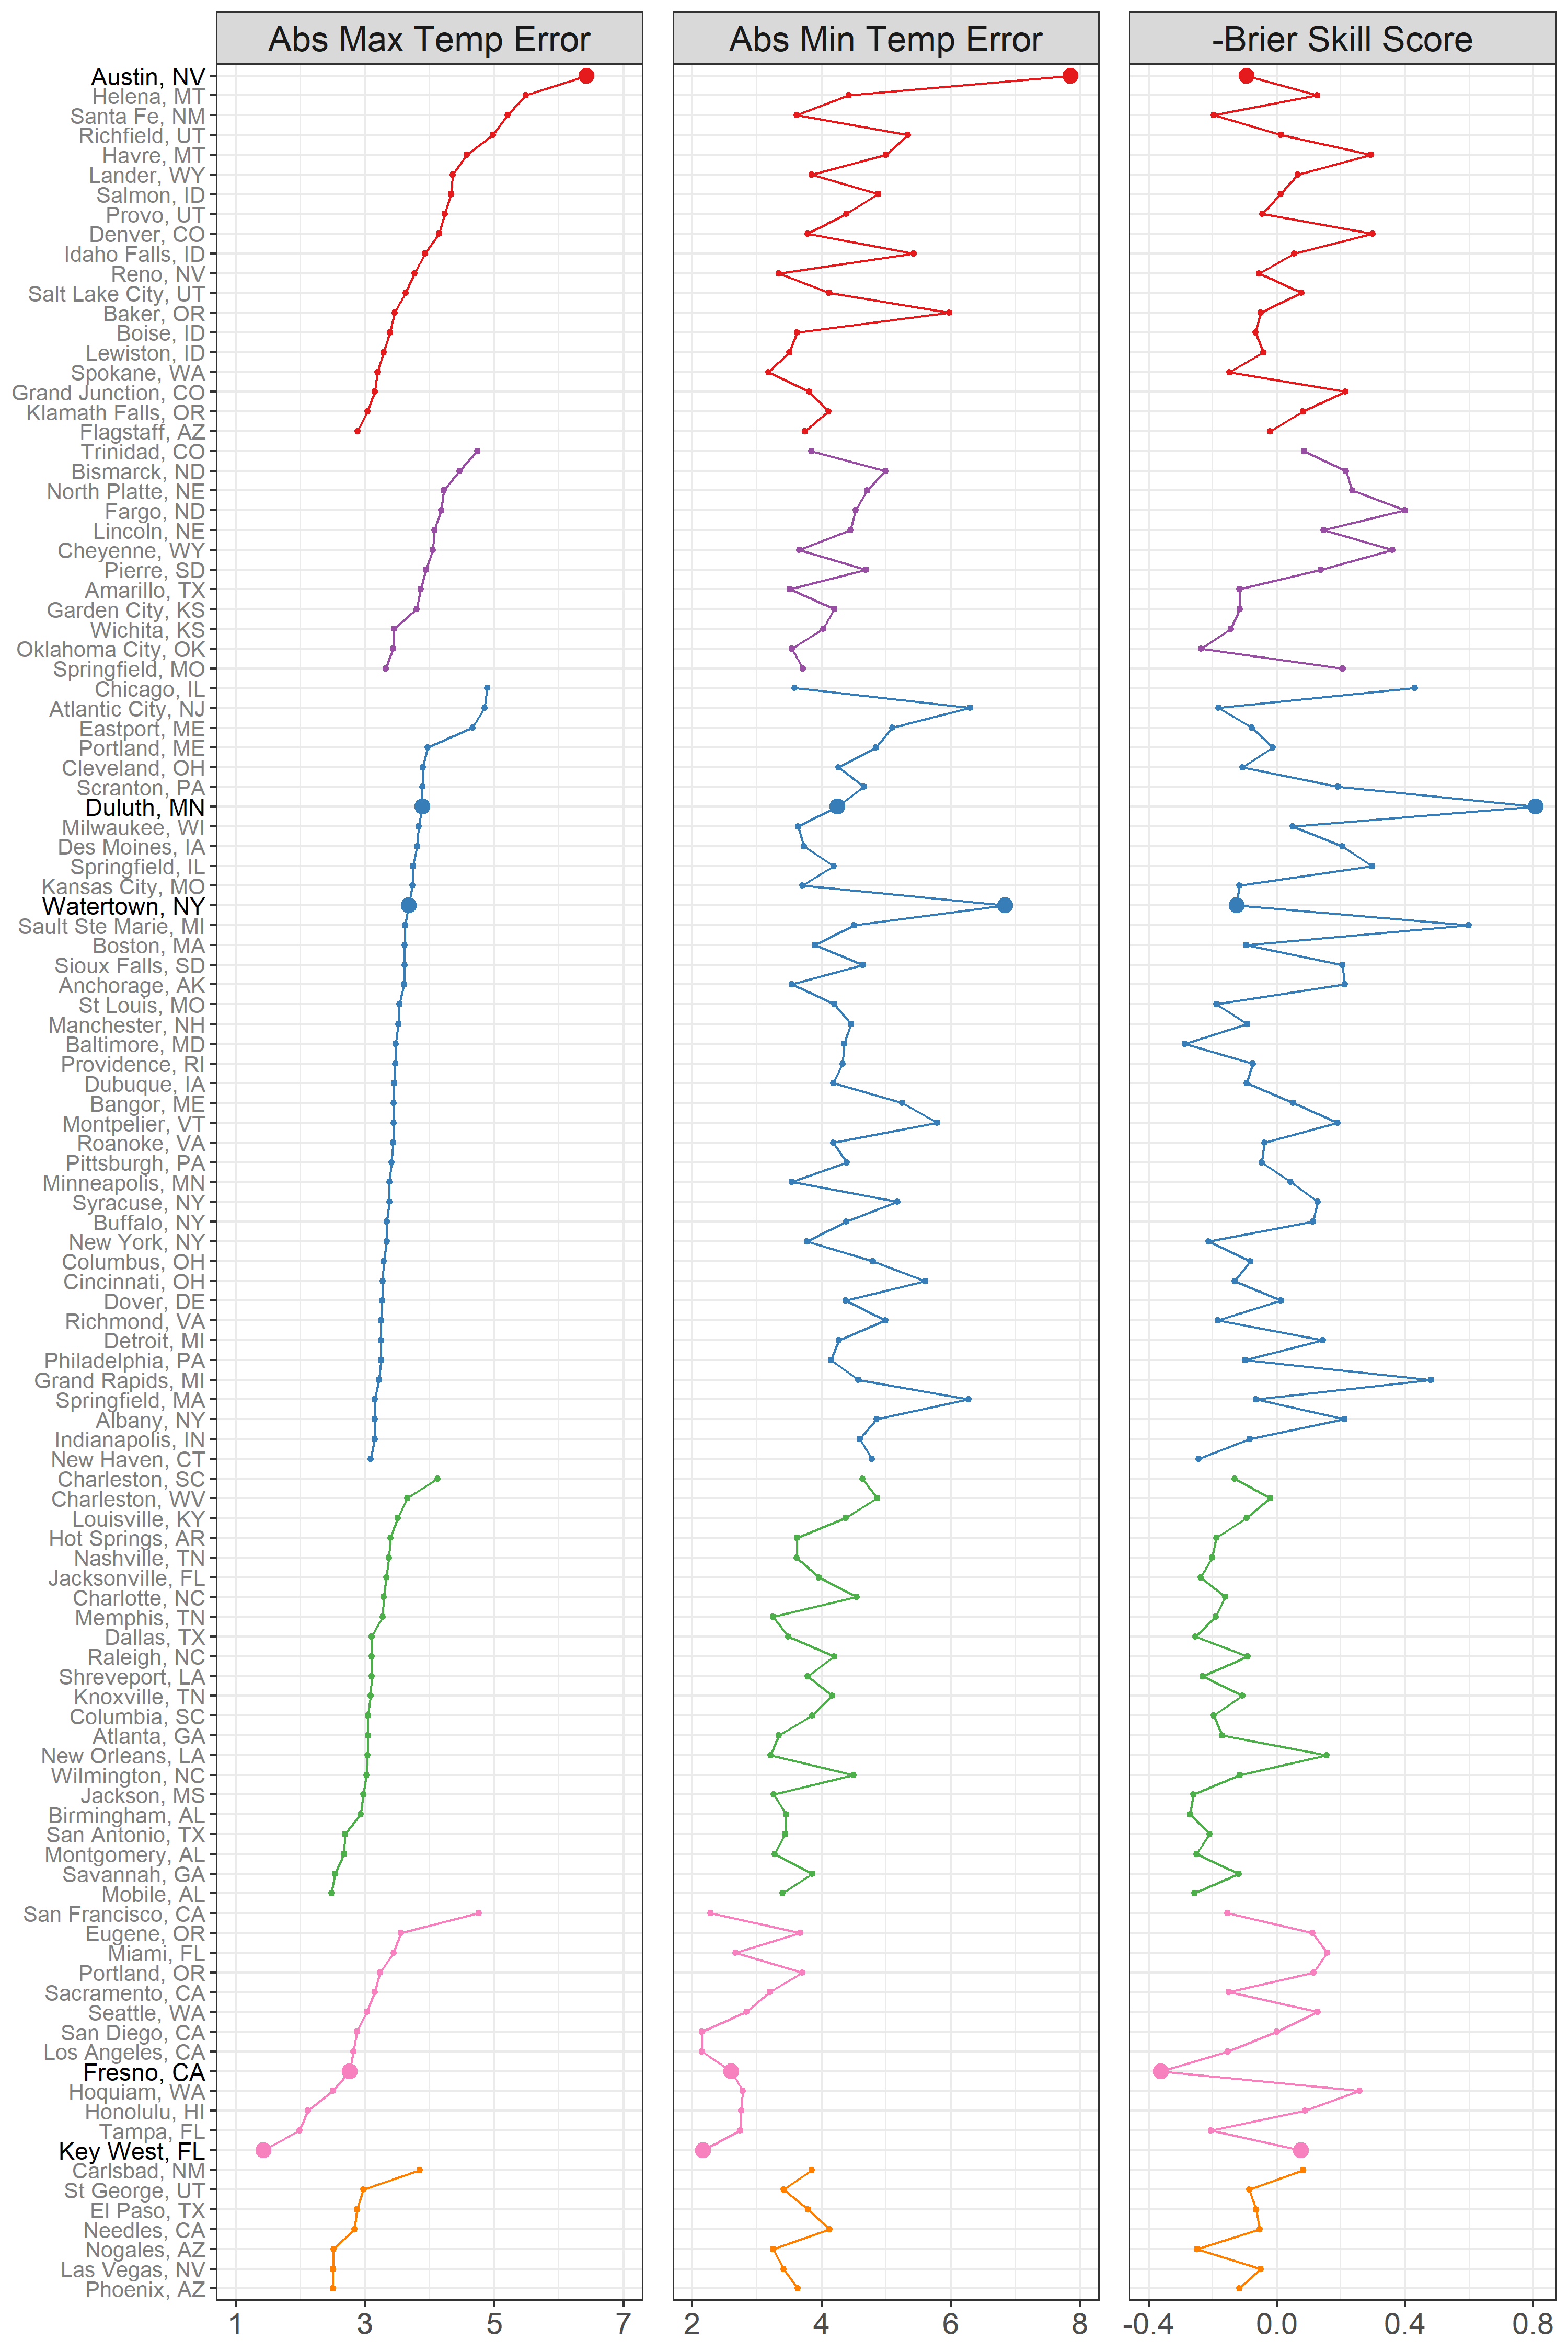 Abs Max Temp Error
Abs Min Temp Error
-Brier Skill Score
Austin, NV
Helena, MT
Santa Fe, NM
Richfield, UT
Havre, MT
Lander, WY
Salmon, ID
Provo, UT
Denver, CO
Idaho Falls, ID
Reno, NV
Salt Lake City, UT
Baker, OR
Boise, ID
Lewiston, ID
Spokane, WA
Grand Junction, CO
Klamath Falls, OR
Flagstaff, AZ
Trinidad, CO
Bismarck, ND
North Platte, NE
Fargo, ND
Lincoln, NE
Cheyenne, WY
Pierre, SD
Amarillo, TX
Garden City, KS
Wichita, KS
Oklahoma City, OK
Springfield, MO
Chicago, IL
Atlantic City, NJ
Eastport, ME
Portland, ME
Cleveland, OH
Scranton, PA
Duluth, MN
Milwaukee, WI
Des Moines, IA
Springfield, IL
Kansas City, MO
Watertown, NY
Sault Ste Marie, MI
Boston, MA
Sioux Falls, SD
Anchorage, AK
St Louis, MO
Manchester, NH
Baltimore, MD
Providence, RI
Dubuque, IA
Bangor, ME
Montpelier, VT
Roanoke, VA
Pittsburgh, PA
Minneapolis, MN
Syracuse, NY
Buffalo, NY
New York, NY
Columbus, OH
Cincinnati, OH
Dover, DE
Richmond, VA
Detroit, MI
Philadelphia, PA
Grand Rapids, MI
Springfield, MA
Albany, NY
Indianapolis, IN
New Haven, CT
Charleston, SC
Charleston, WV
Louisville, KY
Hot Springs, AR
Nashville, TN
Jacksonville, FL
Charlotte, NC
Memphis, TN
Dallas, TX
Raleigh, NC
Shreveport, LA
Knoxville, TN
Columbia, SC
Atlanta, GA
New Orleans, LA
Wilmington, NC
Jackson, MS
Birmingham, AL
San Antonio, TX
Montgomery, AL
Savannah, GA
Mobile, AL
San Francisco, CA
Eugene, OR
Miami, FL
Portland, OR
Sacramento, CA
Seattle, WA
San Diego, CA
Los Angeles, CA
Fresno, CA
Hoquiam, WA
Honolulu, HI
Tampa, FL
Key West, FL
Carlsbad, NM
St George, UT
El Paso, TX
Needles, CA
Nogales, AZ
Las Vegas, NV
Phoenix, AZ
1 3 5 7
2 4 6 8
-0.4 0.0 0.4 0.8